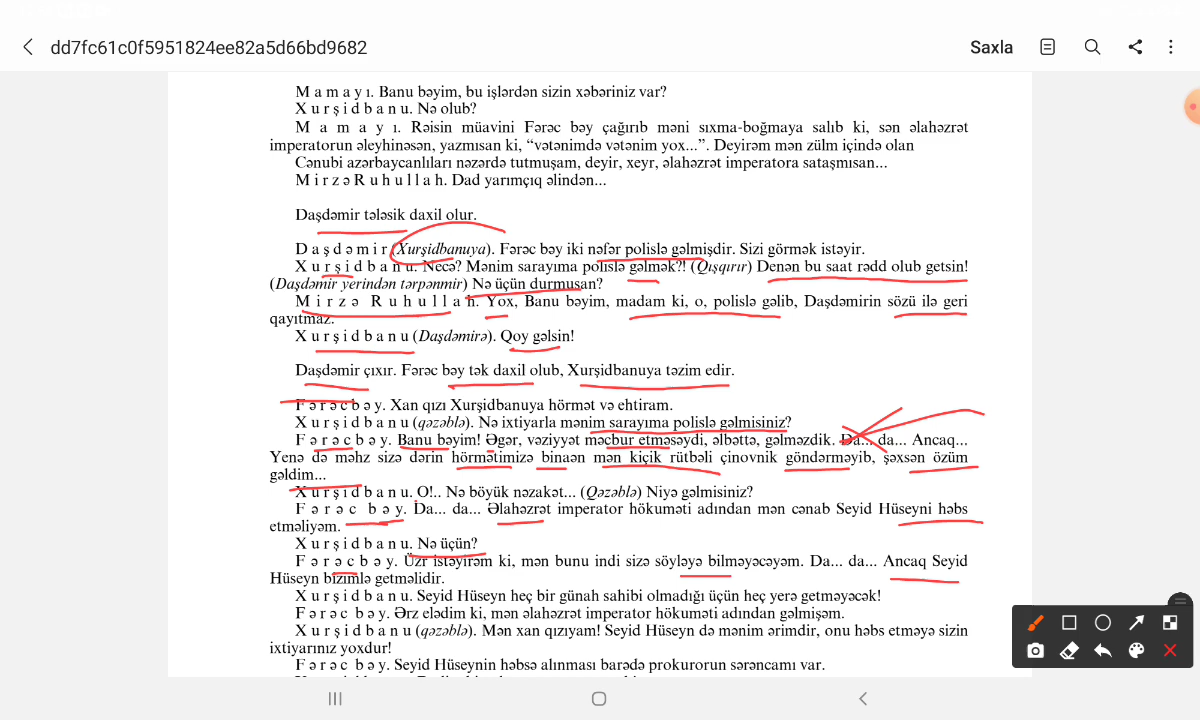 dd7fc61c0f5951824ee82a5d66bd9682
Saxla
M a m a y ı. Banu bəyim, bu işlərdən sizin xəbəriniz var?
X u r ş i d b a n u. Nə olub?
M a m a y ı. Rəisin müavini Fərəc bəy çağırıb məni sıxma-boğmaya salıb ki, sən əlahəzrət
imperatorun əleyhinəsən, yazmısan ki, “vətənimdə vətənim yox...”. Deyirəm mən zülm içində olan
Cənubi azərbaycanlıları nəzərdə tutmuşam, deyir, xeyr, əlahəzrət imperatora sataşmısan...
M i r z ə R u h u l l a h. Dad yarımçıq əlindən...
Daşdəmir tələsik daxil olur.
D a ş d ə m i r (Xurşidbanuya). Fərəc bəy iki nəfər polislə gəlmişdir. Sizi görmək istəyir.
X u r ş i d b a n u. Necə? Mənim sarayıma polislə gəlmək?! (Qışqırır) Denən bu saat rədd olub getsin!
(Daşdəmir yerindən tərpənmir) Nə üçün durmusan?
M i r z ə R u h u l l a h. Yox, Banu bəyim, madam ki, o, polislə gəlib, Daşdəmirin sözü ilə geri
qayıtmaz.
X u r ş i d b a n u (Daşdəmirə). Qoy gəlsin!
Daşdəmir çıxır. Fərəc bəy tək daxil olub, Xurşidbanuya təzim edir.
F ə r ə c b ə y. Xan qızı Xurşidbanuya hörmət və ehtiram.
X u r ş i d b a n u (qəzəblə). Nə ixtiyarla mənim sarayıma polislə gəlmisiniz?
F ə r ə c b ə y. Banu bəyim! Əgər, vəziyyət məcbur etməsəydi, əlbəttə, gəlməzdik. Da... da... Ancaq...
Yenə də məhz sizə dərin hörmətimizə binaən mən kiçik rütbəli çinovnik göndərməyib, şəxsən özüm
gəldim...
X u r ş i d b a n u. O!.. Nə böyük nəzakət... (Qəzəblə) Niyə gəlmisiniz?
F ə r ə c b ə y. Da... da... Əlahəzrət imperator hökuməti adından mən cənab Seyid Hüseyni həbs
etməliyəm.
X u r ş i d b a n u. Nə üçün?
F ə r ə c b ə y. Üzr istəyirəm ki, mən bunu indi sizə söyləyə bilməyəcəyəm. Da... da... Ancaq Seyid
Hüseyn bizimlə getməlidir.
X u r ş i d b a n u. Seyid Hüseyn heç bir günah sahibi olmadığı üçün heç yerə getməyəcək!
F ə r ə c b ə y. Ərz elədim ki, mən əlahəzrət imperator hökuməti adından gəlmişəm.
X u r ş i d b a n u (qəzəblə). Mən xan qızıyam! Seyid Hüseyn də mənim ərimdir, onu həbs etməyə sizin
ixtiyarınız yoxdur!
F ə r ə c b ə y. Seyid Hüseynin həbsə alınması barədə prokurorun sərəncamı var.